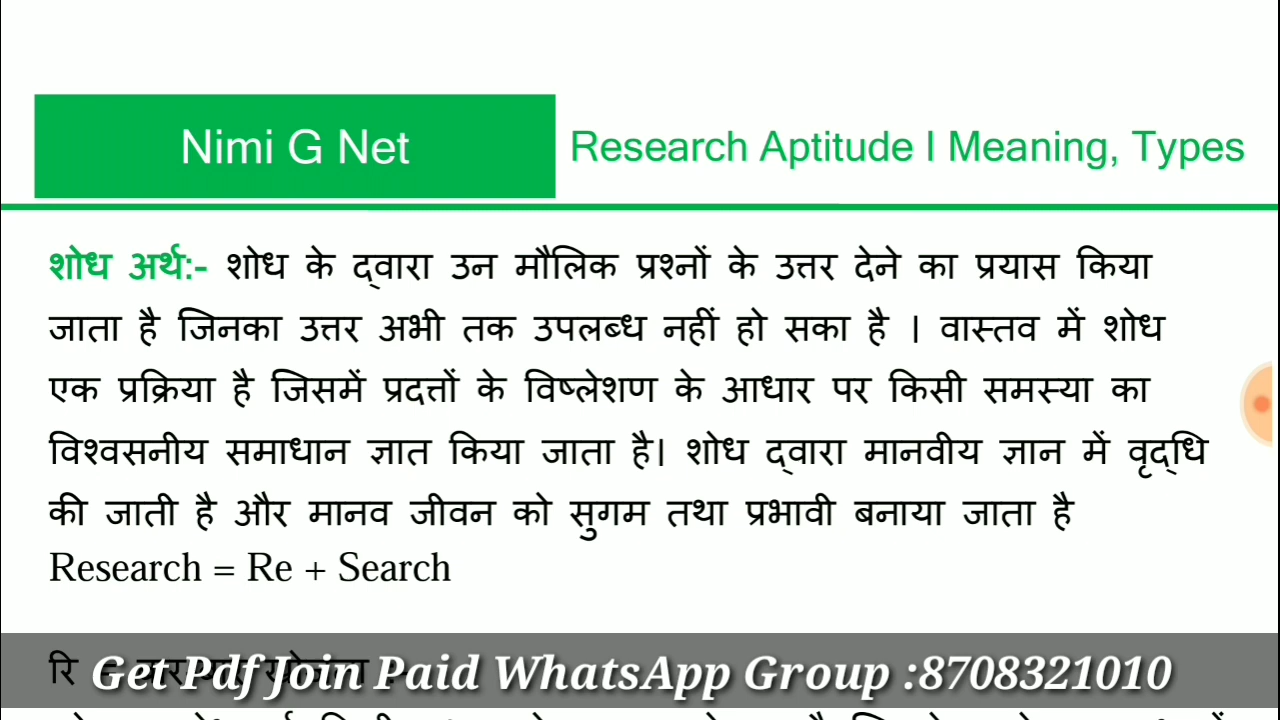 Nimi G Net
Research Aptitude I Meaning, Types
शोध अर्थ:- शोध के द्वारा उन मौलिक प्रश्नों के उत्तर देने का प्रयास किया
जाता है जिनका उत्तर अभी तक उपलब्ध नहीं हो सका है । वास्तव में शोध
एक प्रक्रिया है जिसमें प्रदत्तों के विष्लेशण के आधार पर किसी समस्या का
विश्वसनीय समाधान ज्ञात किया जाता है। शोध द्वारा मानवीय ज्ञान में वृद्धि
की जाती है और मानव जीवन को सुगम तथा प्रभावी बनाया जाता है
Research = Re + Search
रि
Get Pdf Join Paid WhatsApp Group :8708321010